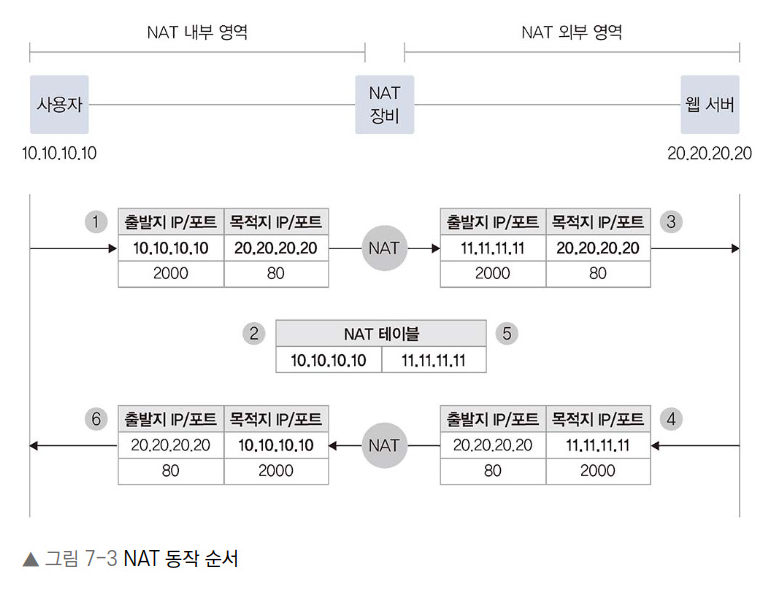 NAT 내부 영역
NAT 외부 영역
사용자
NAT
장비
웹 서버
10.10.10.10
20.20.20.20
1
출발지 IP/포트 목적지 IP/포트
10.10.10.10 20.20.20.20
2000 80
NAT
출발지 IP/포트 목적지 IP/포트
11.11.11.11 20.20.20.20
2000 80
3
2
NAT 테이블
10.10.10.10 11.11.11.11
5
6
출발지 IP/포트 목적지 IP/포트
20.20.20.20 10.10.10.10
80 2000
NAT
출발지 IP/포트 목적지 IP/포트
20.20.20.20 11.11.11.11
80 2000
4
▲ 그림 7-3 NAT 동작 순서